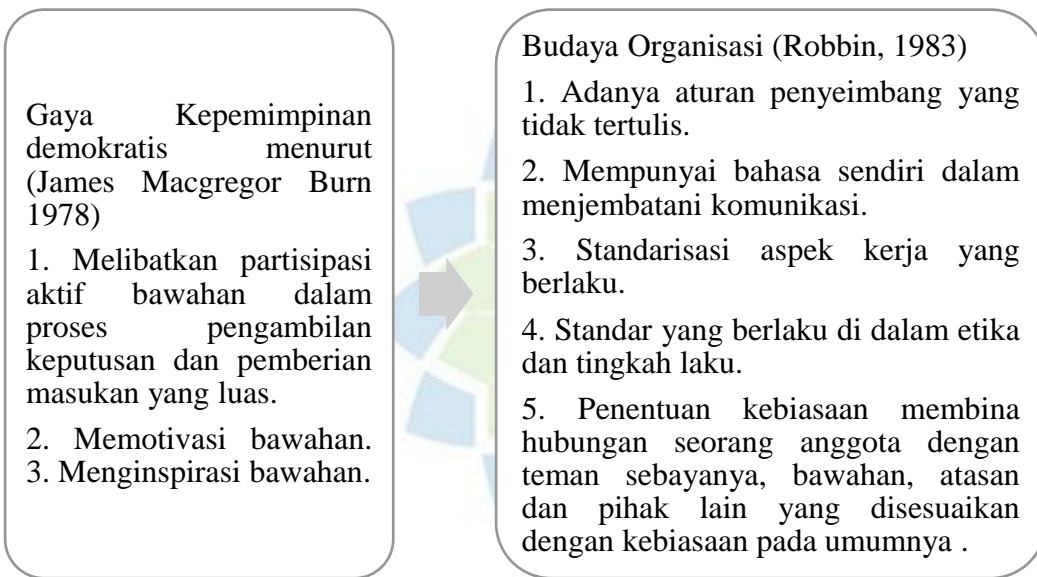 Gaya Kepemimpinan
demokratis menurut
(James Macgregor Burn
1978)
1. Melibatkan partisipasi
aktif bawahan dalam
proses pengambilan
keputusan dan pemberian
masukan yang luas.
2. Memotivasi bawahan.
3. Menginspirasi bawahan.
Budaya Organisasi (Robbin, 1983)
1. Adanya aturan penyeimbang yang
tidak tertulis.
2. Mempunyai bahasa sendiri dalam
menjembatani komunikasi.
3. Standarisasi aspek kerja yang
berlaku.
4. Standar yang berlaku di dalam etika
dan tingkah laku.
5. Penentuan kebiasaan membina
hubungan seorang anggota dengan
teman sebayanya, bawahan, atasan
dan pihak lain yang disesuaikan
dengan kebiasaan pada umumnya .